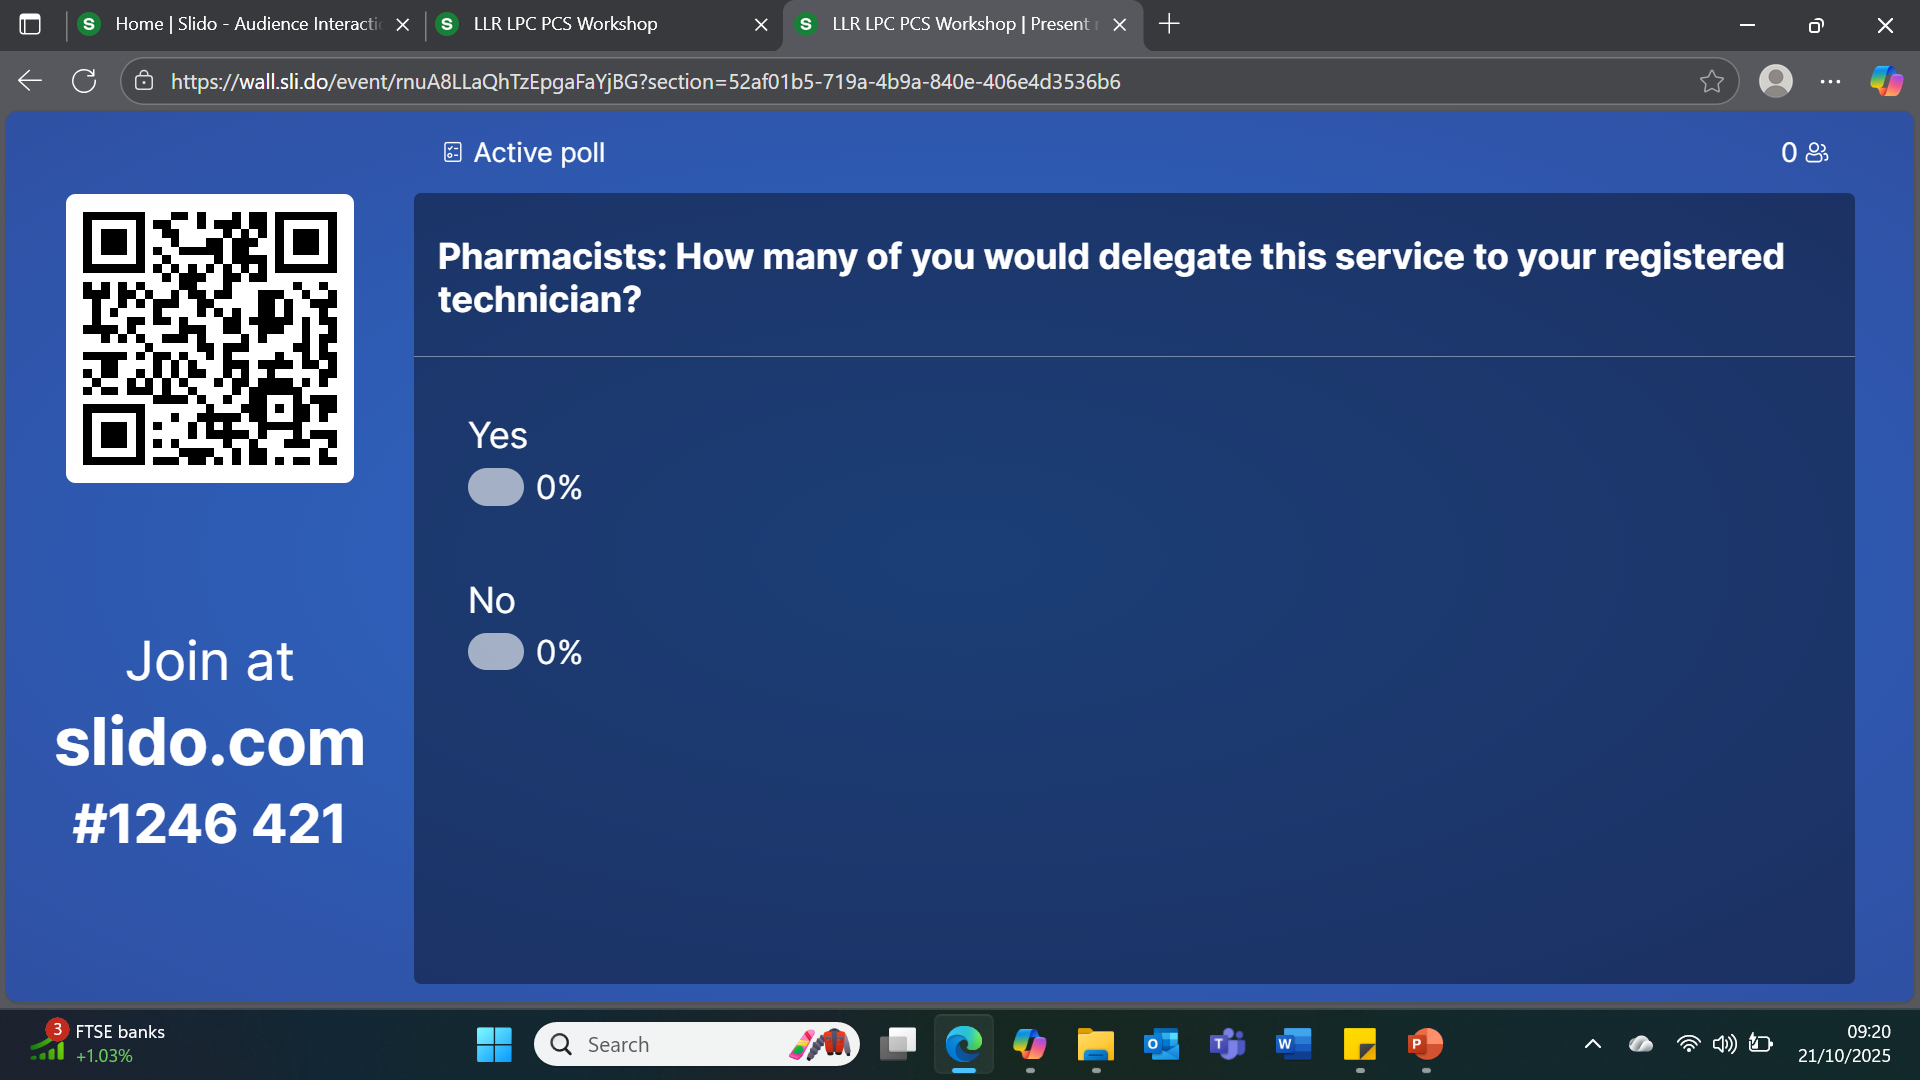 Home | Slido - Audience Interacti
LLR LPC PCS Workshop
LLR LPC PCS Workshop | Present
https://wall.sli.do/event/rnuA8LLaQhTzEpgaFaYjBG?section=52af01b5-719a-4b9a-840e-406e4d3536b6
Active poll
0
Pharmacists: How many of you would delegate this service to your registered
technician?
Yes
0%
No
0%
Join at
slido.com
#1246 421
3
FTSE banks
+1.03%
Search
09:20
21/10/2025